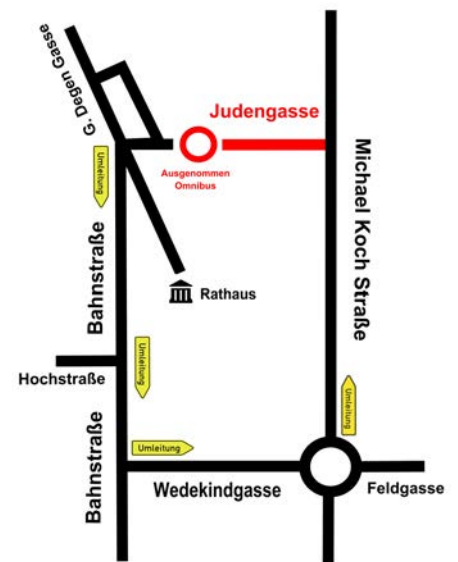 G. Degen Gasse
Judengasse
Ausgenommen
Omnibus
Umleitung
Bahnstraße
Michael Koch Straße
Rathaus
Hochstraße
Umleitung
Umleitung
Bahnstraße
Umleitung
Wedekindgasse
Feldgasse